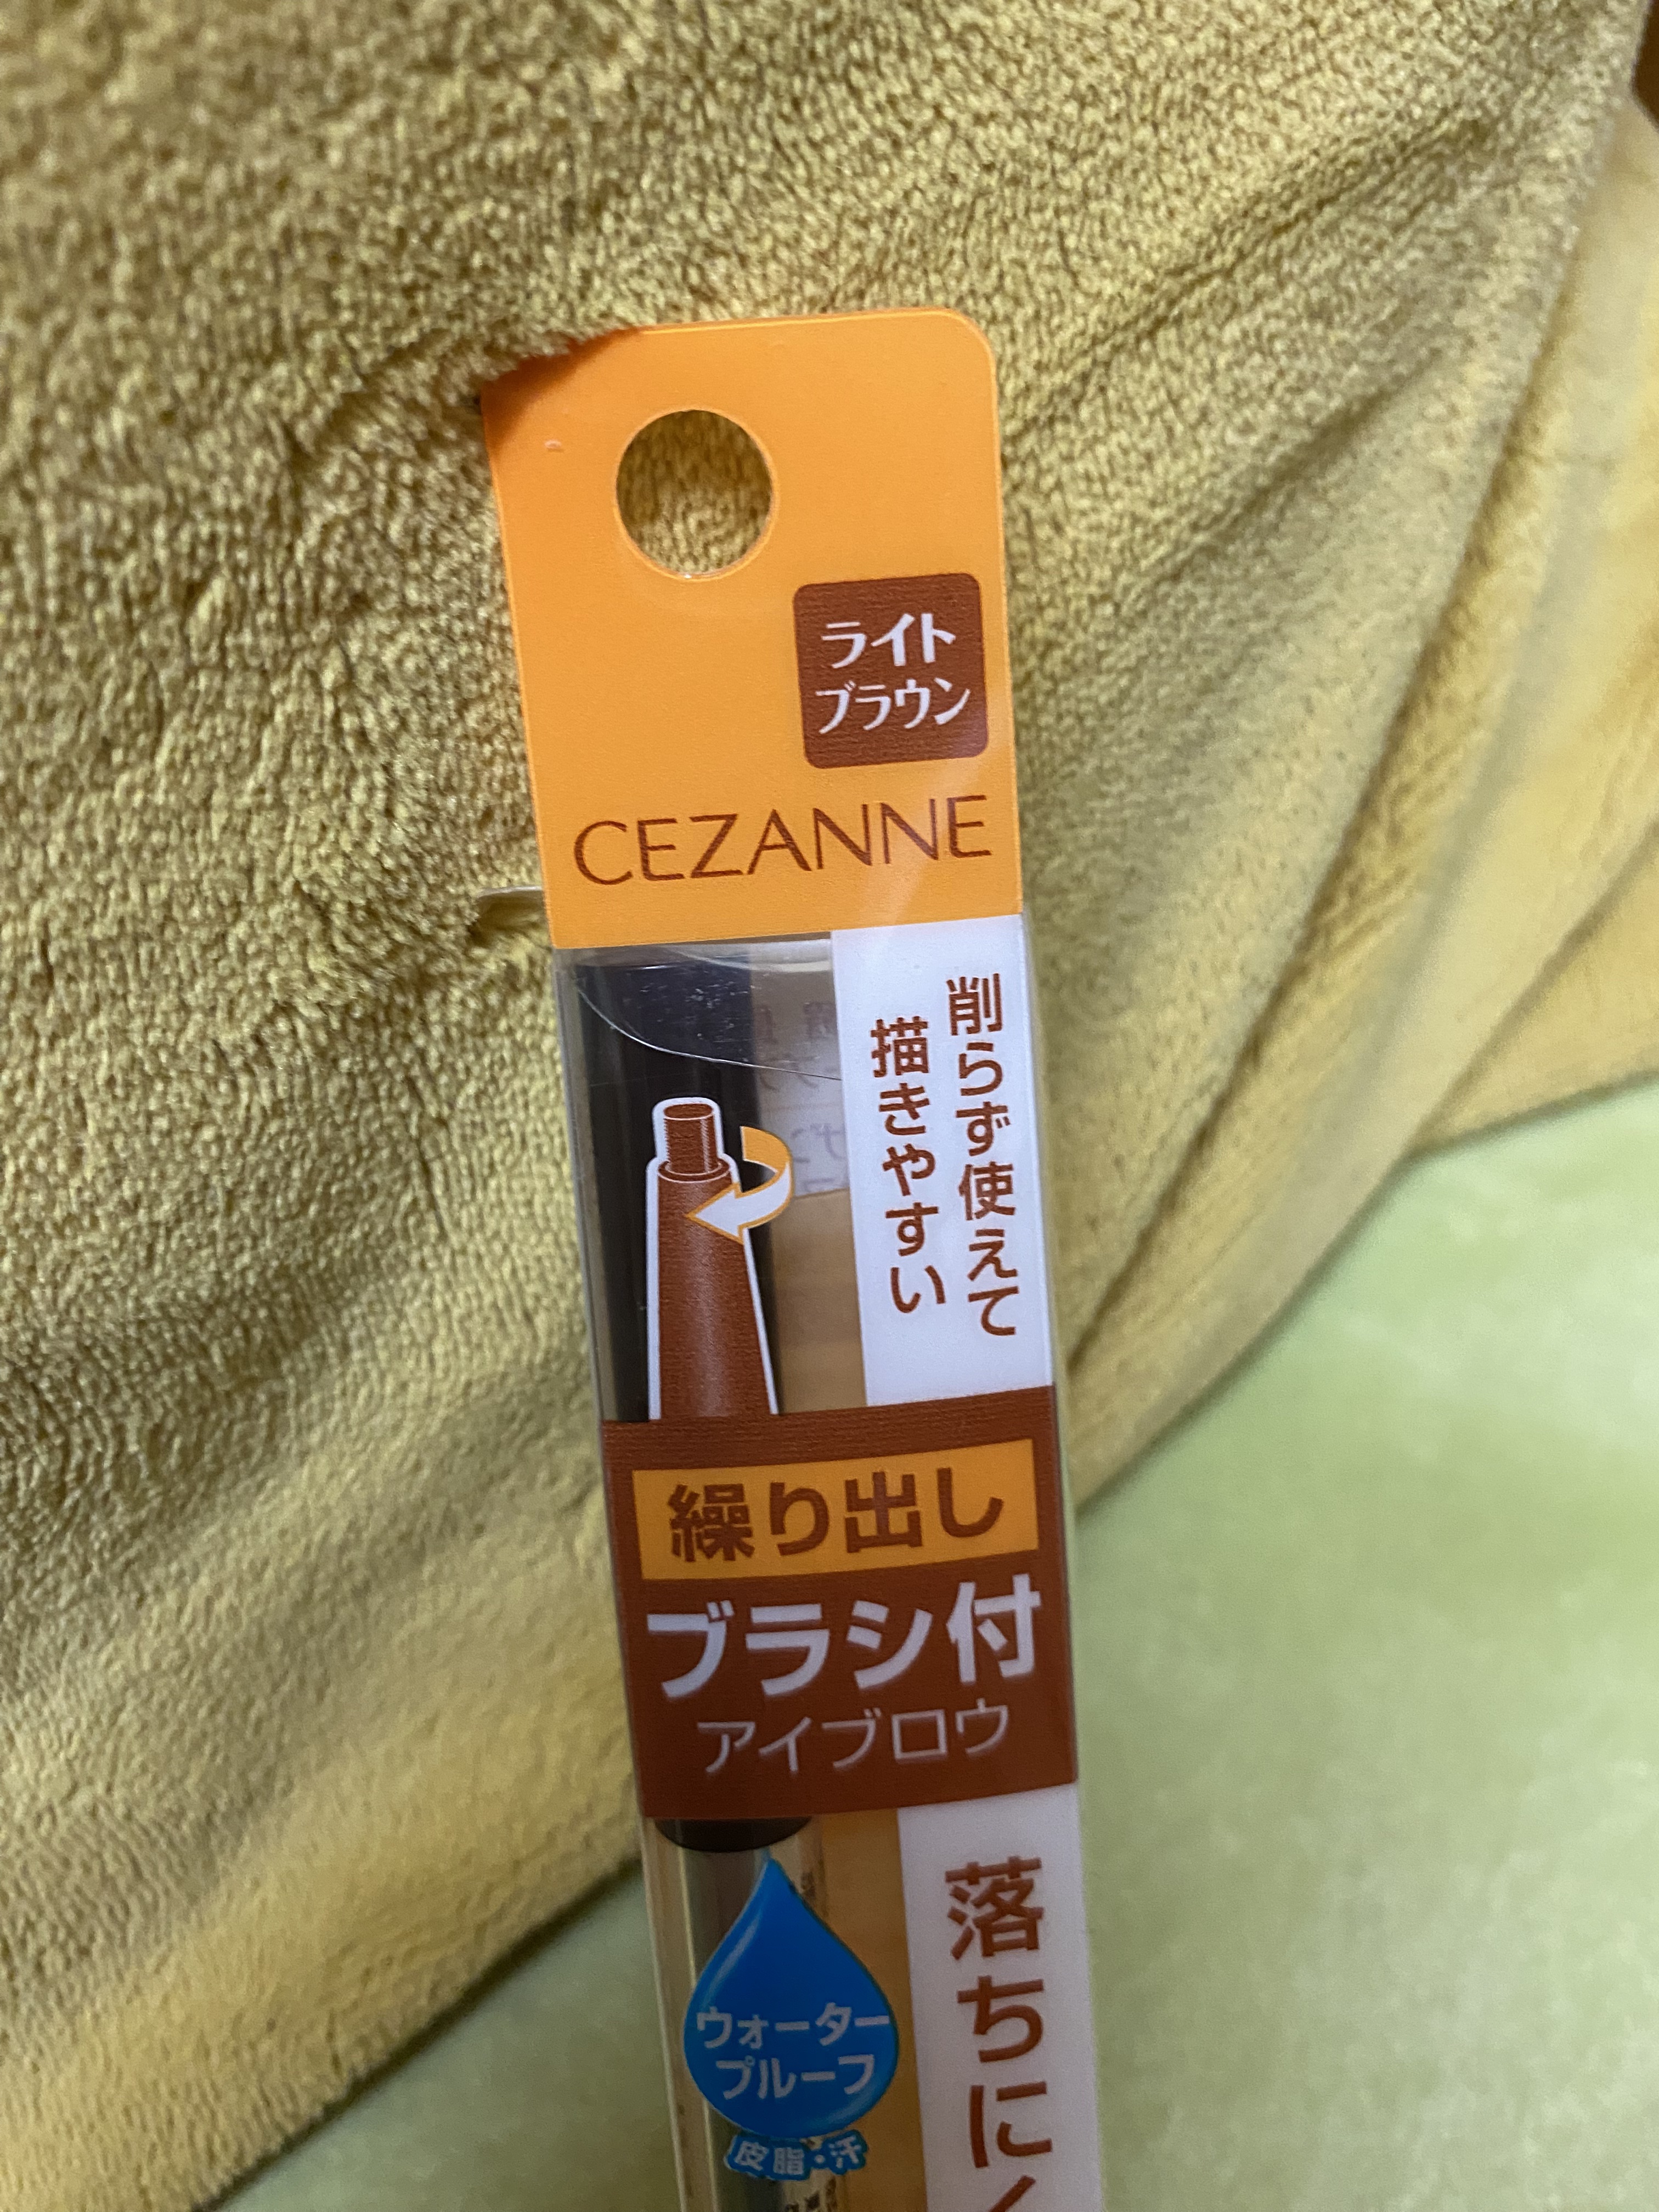 ライト
ブラウン
CEZANNE
削らず使えて
描きやすい
繰り出し
ブラシ付
アイブロウ
落ちに
ウォーター
プルーフ
皮脂・汗